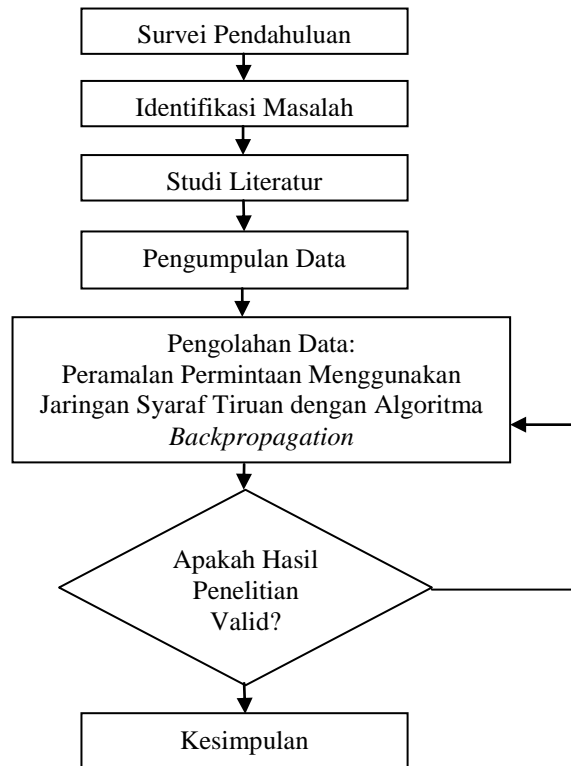 Survei Pendahuluan
Identifikasi Masalah
Studi Literatur
Pengumpulan Data
Pengolahan Data:
Peramalan Permintaan Menggunakan
Jaringan Syaraf Tiruan dengan Algoritma
Backpropagation
Apakah Hasil
Penelitian
Valid?
Kesimpulan